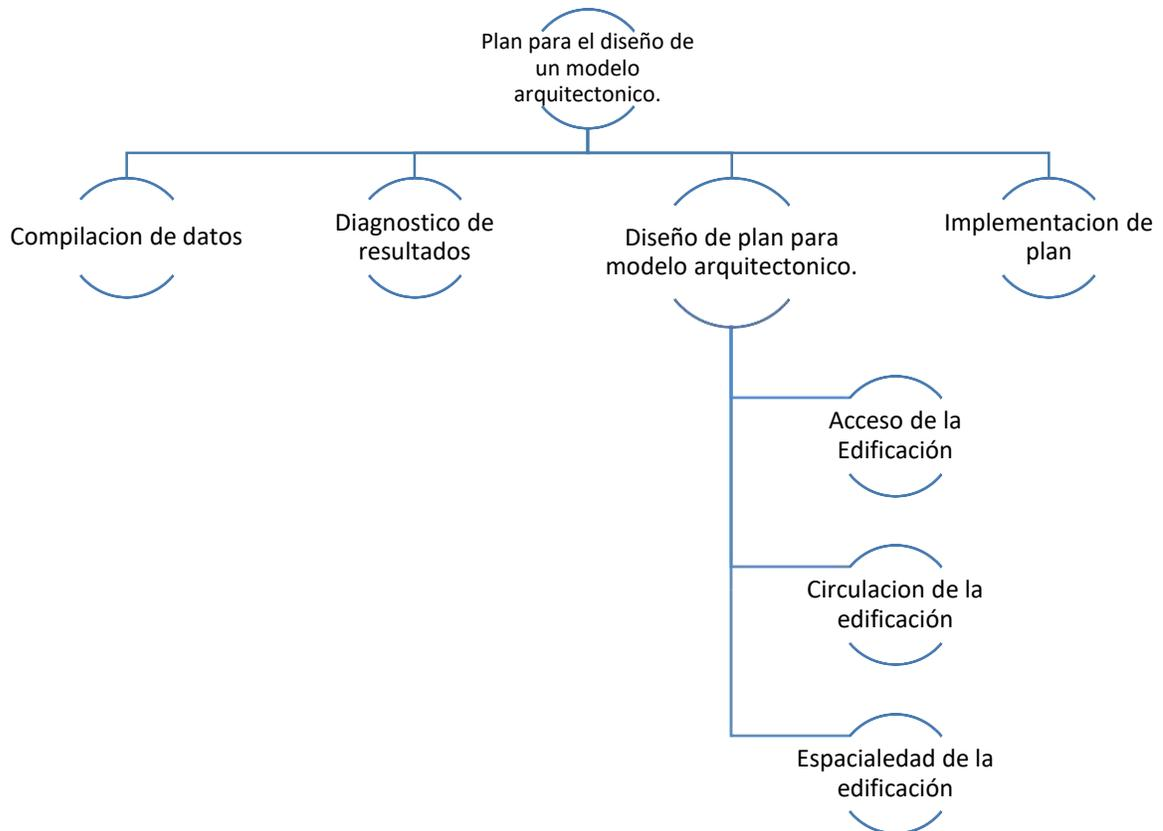 Plan para el diseño de
un modelo
arquitectonico.
Compilacion de datos
Diagnostico de
resultados
Diseño de plan para
modelo arquitectonico.
Implementacion de
plan
Acceso de la
Edificación
Circulacion de la
edificación
Espacialedad de la
edificación